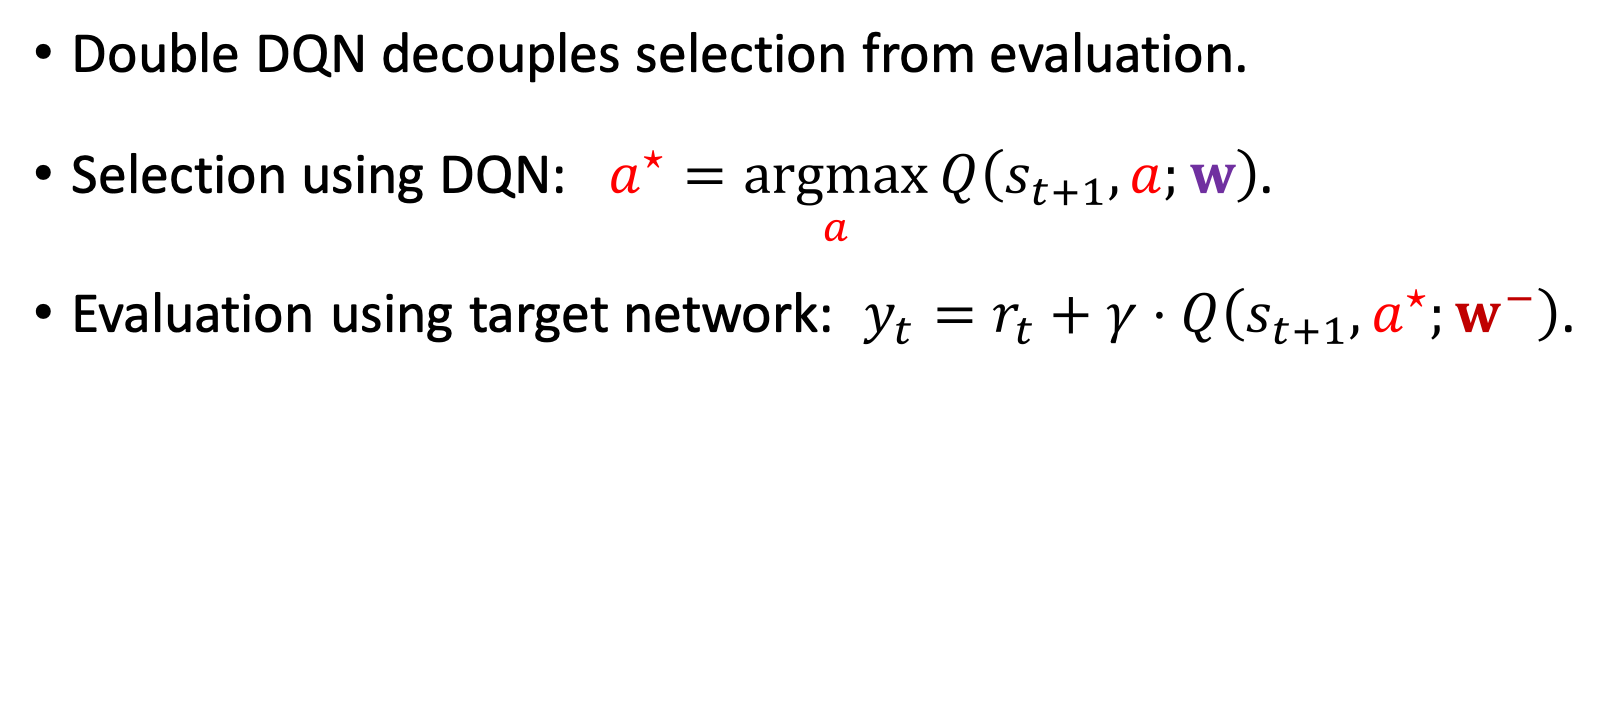 • Double DQN decouples selection from evaluation.
• Selection using DQN: a⋆ = argmax Q(sₜ₊₁, a; w).
a
• Evaluation using target network: yₜ = rₜ + γ · Q(sₜ₊₁, a⋆; w⁻).